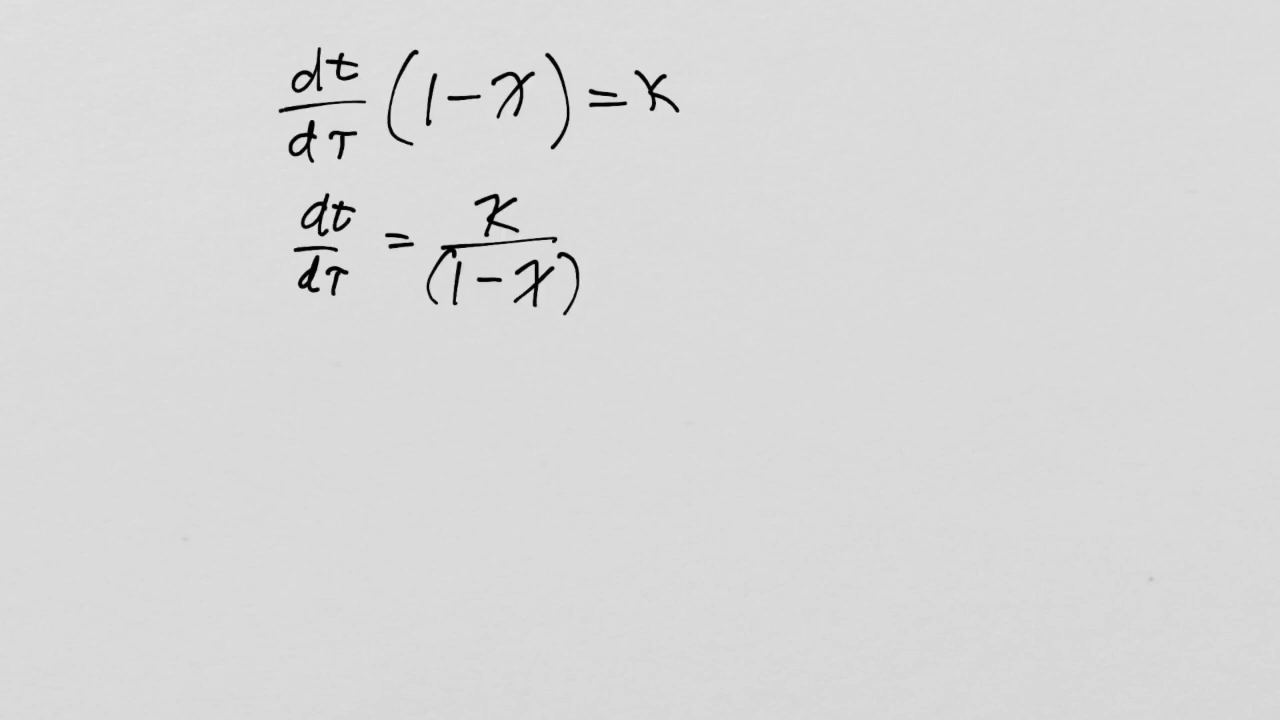 dt/dτ (1 − χ) = κ
dt/dτ = κ/(1 − χ)